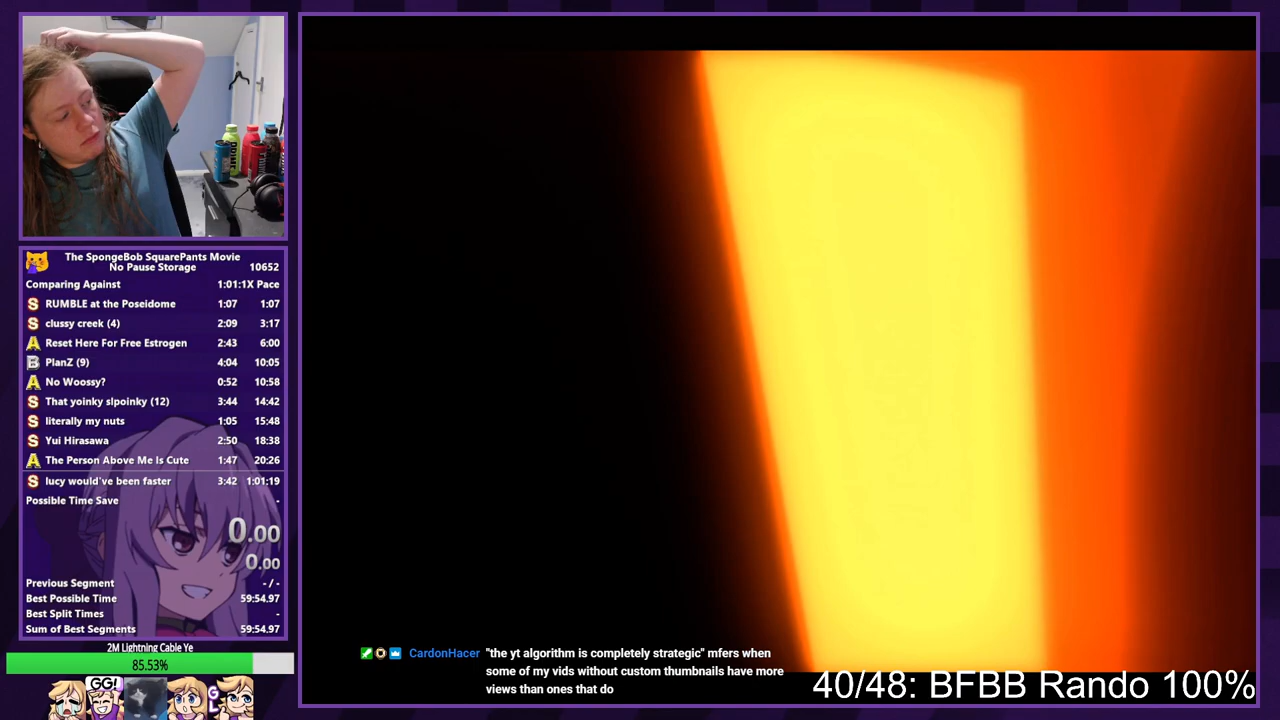 The SpongeBob SquarePants Movie
No Pause Storage 10652
Comparing Against 1:01:1X Pace
S RUMBLE at the Poseidome 1:07 1:07
S clussy creek (4) 2:09 3:17
A Reset Here For Free Estrogen 2:43 6:00
B PlanZ (9) 4:04 10:05
A No Woossy? 0:52 10:58
S That yoinky slpoinky (12) 3:44 14:42
S literally my nuts 1:05 15:48
S Yui Hirasawa 2:50 18:38
A The Person Above Me Is Cute 1:47 20:26
S lucy would've been faster 3:42 1:01:19
Possible Time Save -
0.00
0.00
Previous Segment - / -
Best Possible Time 59:54.97
Best Split Times -
Sum of Best Segments 59:54.97
2M Lightning Cable Ye
85.53%
GG!
G
L
CardonHacer "the yt algorithm is completely strategic" mfers when
some of my vids without custom thumbnails have more
views than ones that do
40/48: BFBB Rando 100%